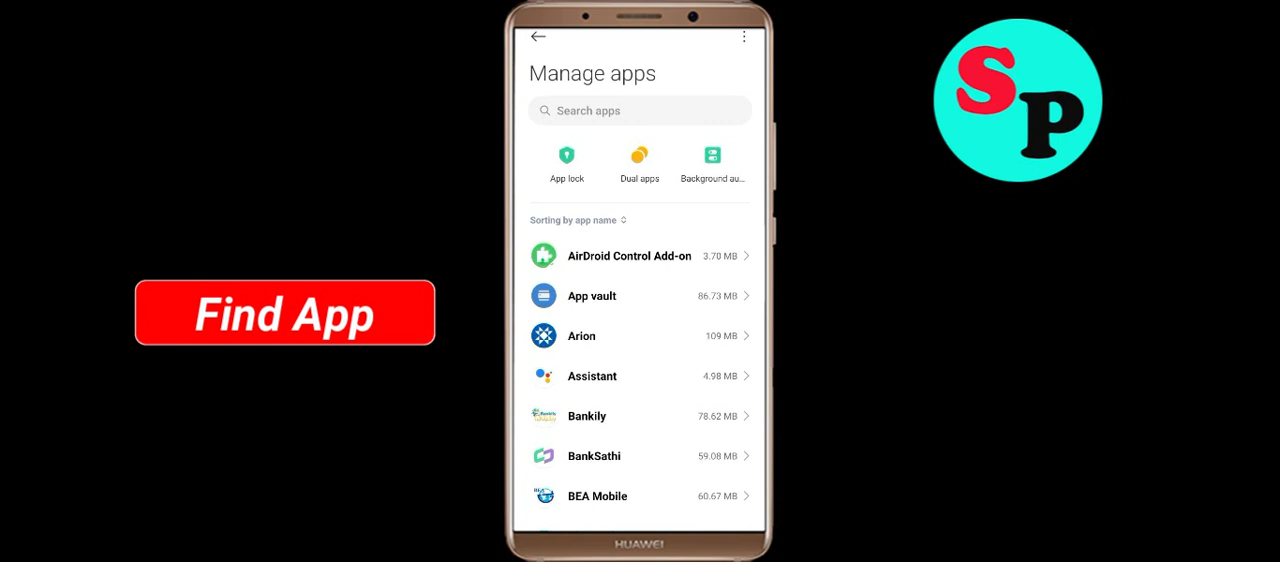 Manage apps
Search apps
App lock
Dual apps
Background au...
Sorting by app name
AirDroid Control Add-on 3.70 MB
App vault 86.73 MB
Arion 109 MB
Assistant 4.98 MB
Bankily 78.62 MB
BankSathi 59.08 MB
BEA Mobile 60.67 MB
HUAWEI
Find App
SP